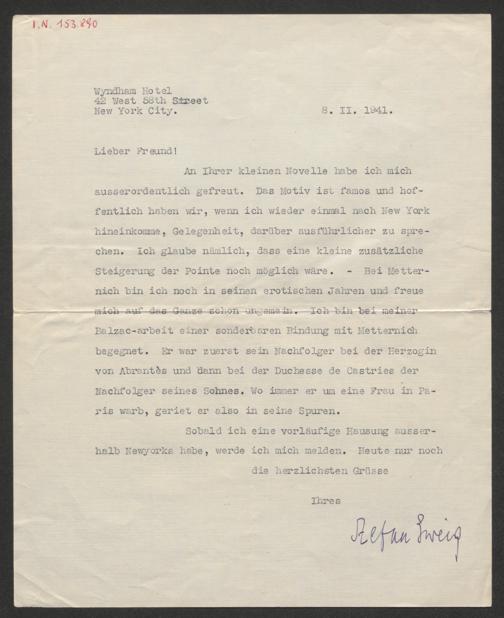 I.N. 153.890
Wyndham Hotel
42 West 58th Street
New York City.
8. II. 1941.
Lieber Freund!
An Ihrer kleinen Novelle habe ich mich
ausserordentlich gefreut. Das Motiv ist famos und hof-
fentlich haben wir, wenn ich wieder einmal nach New York
hineinkomme, Gelegenheit, darüber ausführlicher zu spre-
chen. Ich glaube nämlich, dass eine kleine zusätzliche
Steigerung der Pointe noch möglich wäre. - Bei Metter-
nich bin ich noch in seinen erotischen Jahren und freue
mich auf das Ganze schon ungemein. Ich bin bei meiner
Balzac-arbeit einer sonderbaren Bindung mit Metternich
begegnet. Er war zuerst sein Nachfolger bei der Herzogin
von Abrantès und dann bei der Duchesse de Castries der
Nachfolger seines Sohnes. Wo immer er um eine Frau in Pa-
ris warb, geriet er also in seine Spuren.
Sobald ich eine vorläufige Hausung ausser-
halb Newyorks habe, werde ich mich melden. Heute nur noch
die herzlichsten Grüsse
Ihres
Stefan Zweig